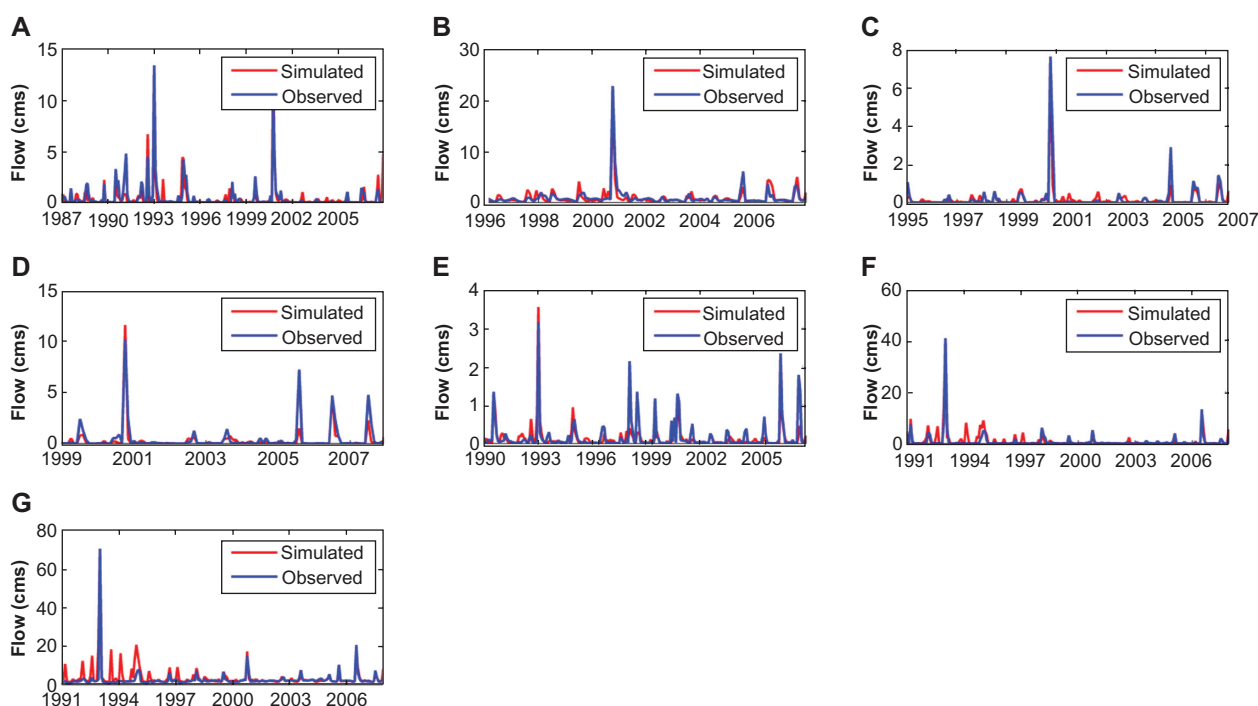 A
Flow (cms)
15
10
5
0
Simulated
Observed
1987 1990 1993 1996 1999 2002 2005
B
Flow (cms)
30
20
10
0
Simulated
Observed
1996 1998 2000 2002 2004 2006
C
Flow (cms)
8
6
4
2
0
Simulated
Observed
1995 1997 1999 2001 2003 2005 2007
D
Flow (cms)
15
10
5
0
Simulated
Observed
1999 2001 2003 2005 2007
E
Flow (cms)
4
3
2
1
0
Simulated
Observed
1990 1993 1996 1999 2002 2005
F
Flow (cms)
60
40
20
0
Simulated
Observed
1991 1994 1997 2000 2003 2006
G
Flow (cms)
80
60
40
20
0
Simulated
Observed
1991 1994 1997 2000 2003 2006